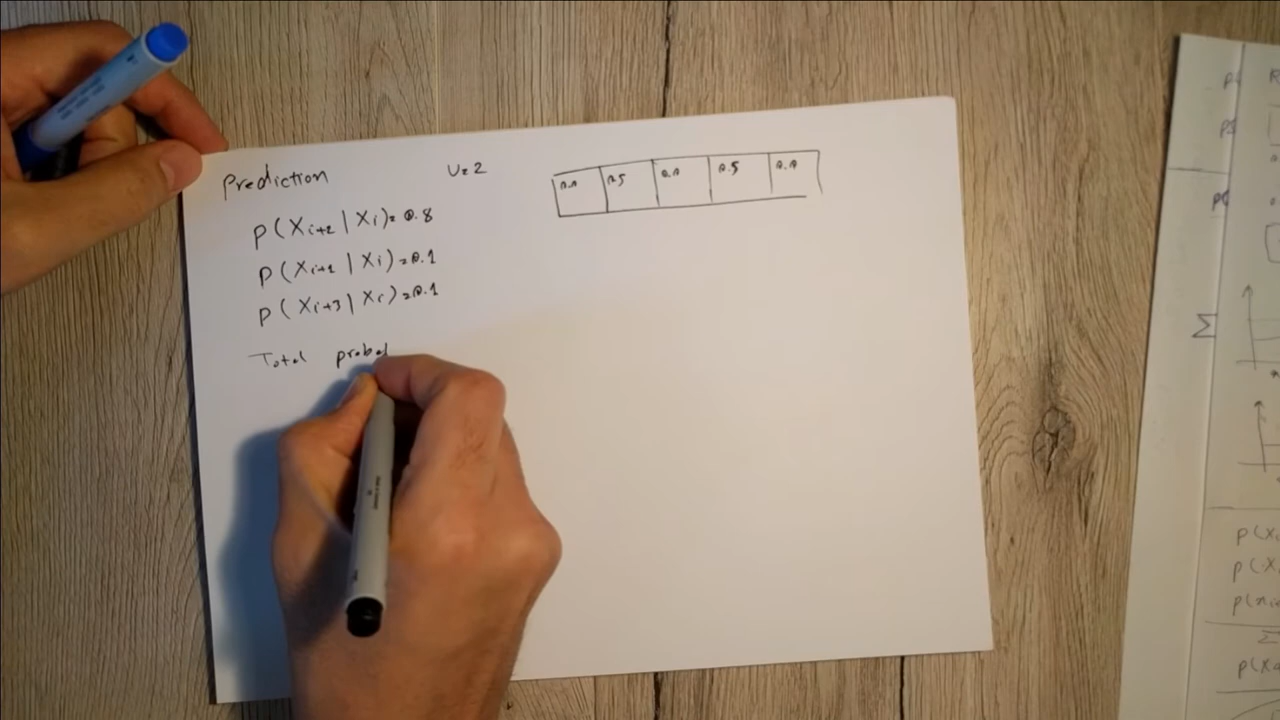 Prediction U=2
0.0 0.5 0.0 0.5 0.0
P(Xi+2 | Xi)=0.8
P(Xi+1 | Xi)=0.1
P(Xi+3 | Xi)=0.1
Total probal
Σ